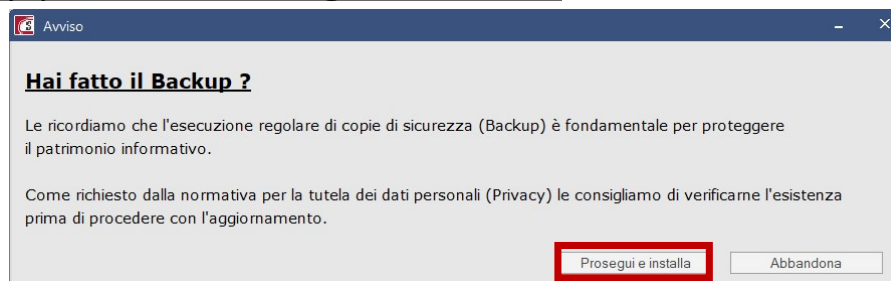 Avviso
Hai fatto il Backup ?
Le ricordiamo che l'esecuzione regolare di copie di sicurezza (Backup) è fondamentale per proteggere
il patrimonio informativo.
Come richiesto dalla normativa per la tutela dei dati personali (Privacy) le consigliamo di verificarne l'esistenza
prima di procedere con l'aggiornamento.
Prosegui e installa Abbandona